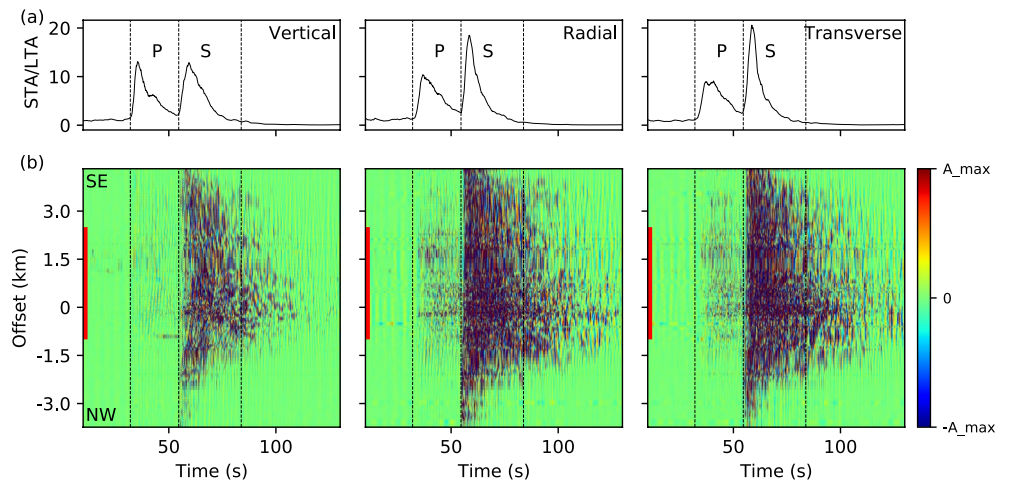 (a)
STA/LTA
20
10
0
P
S
Vertical
P
S
Radial
P
S
Transverse
(b)
Offset (km)
3.0
1.5
0
-1.5
-3.0
SE
NW
50
100
Time (s)
50
100
Time (s)
50
100
Time (s)
A_max
0
-A_max